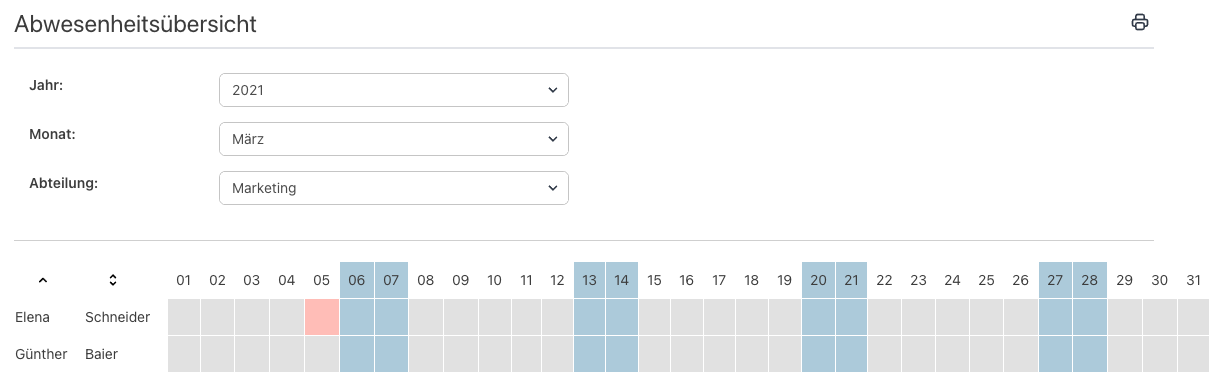 Abwesenheitsübersicht
Jahr: 2021
Monat: März
Abteilung: Marketing
01 02 03 04 05 06 07 08 09 10 11 12 13 14 15 16 17 18 19 20 21 22 23 24 25 26 27 28 29 30 31
Elena Schneider
Günther Baier